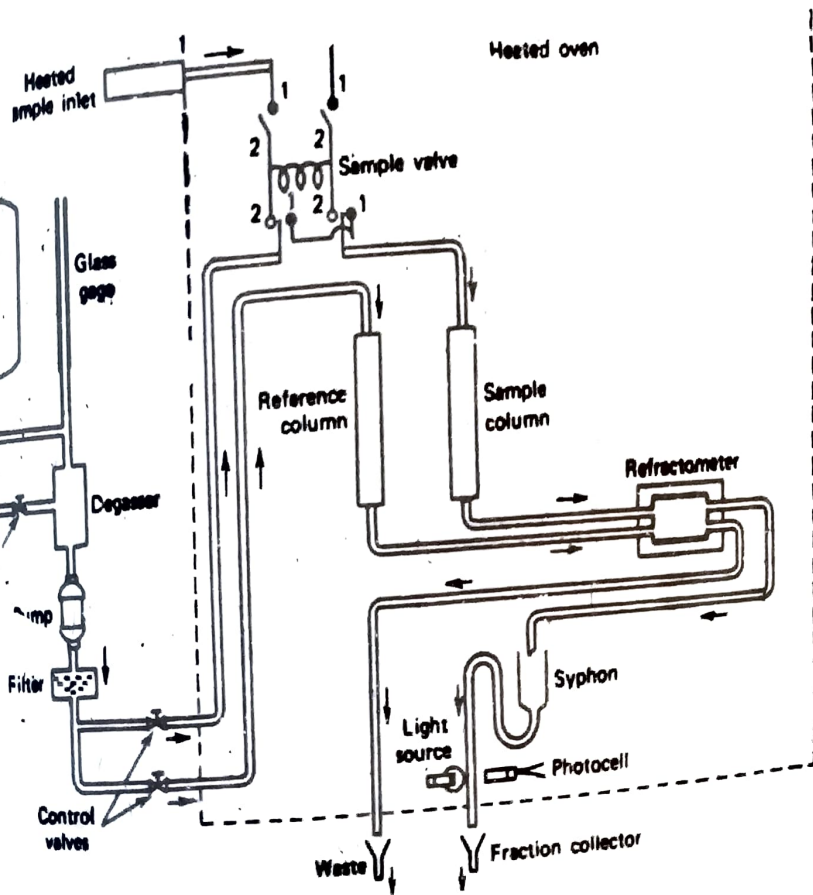 1
Heated oven
Heated
inlet
1
1
2
2
Sample valve
2
1
2
1
Glass
gage
Reference
column
Sample
column
Refractometer
Degasser
Filter
Syphon
Light
source
Photocell
Control
valves
Waste
Fraction collector